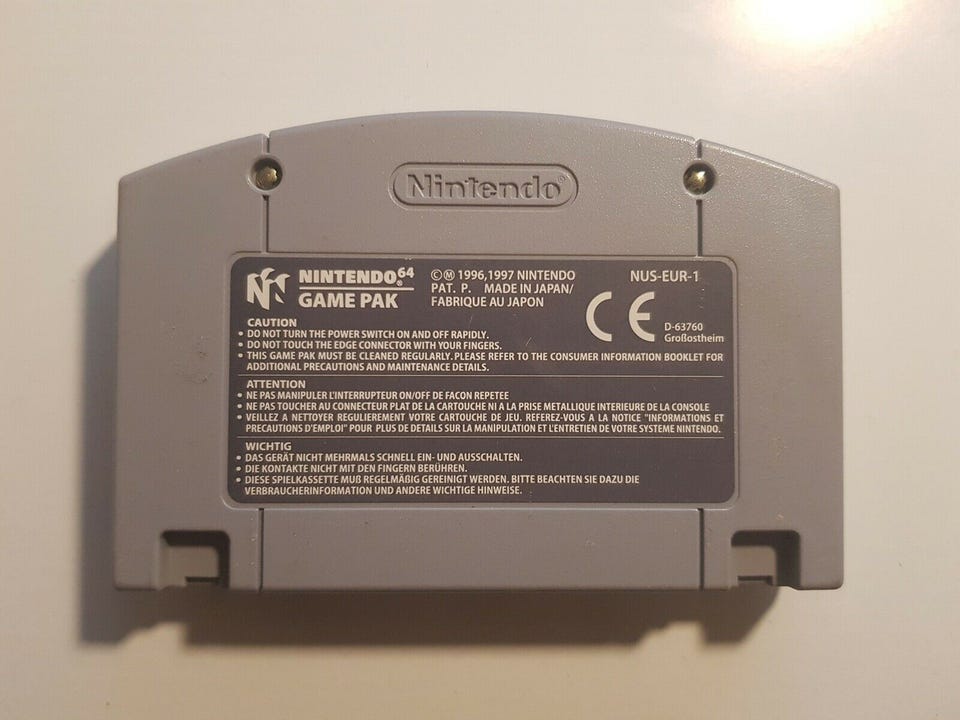 Nintendo®
NINTENDO 64®
GAME PAK
©Ⓜ 1996,1997 NINTENDO
PAT. P. MADE IN JAPAN/
FABRIQUE AU JAPON
NUS-EUR-1
CE
D-63760
Großostheim
CAUTION
• DO NOT TURN THE POWER SWITCH ON AND OFF RAPIDLY.
• DO NOT TOUCH THE EDGE CONNECTOR WITH YOUR FINGERS.
• THIS GAME PAK MUST BE CLEANED REGULARLY. PLEASE REFER TO THE CONSUMER INFORMATION BOOKLET FOR
ADDITIONAL PRECAUTIONS AND MAINTENANCE DETAILS.
ATTENTION
• NE PAS MANIPULER L'INTERRUPTEUR ON/OFF DE FACON REPETEE
• NE PAS TOUCHER AU CONNECTEUR PLAT DE LA CARTOUCHE NI A LA PRISE METALLIQUE INTERIEURE DE LA CONSOLE
• VEILLEZ A NETTOYER REGULIEREMENT VOTRE CARTOUCHE DE JEU. REFEREZ-VOUS A LA NOTICE "INFORMATIONS ET
PRECAUTIONS D'EMPLOI" POUR PLUS DE DETAILS SUR LA MANIPULATION ET L'ENTRETIEN DE VOTRE SYSTEME NINTENDO.
WICHTIG
• DAS GERÄT NICHT MEHRMALS SCHNELL EIN- UND AUSSCHALTEN.
• DIE KONTAKTE NICHT MIT DEN FINGERN BERÜHREN.
• DIESE SPIELKASSETTE MUß REGELMÄßIG GEREINIGT WERDEN. BITTE BEACHTEN SIE DAZU DIE
VERBRAUCHERINFORMATION UND ANDERE WICHTIGE HINWEISE.